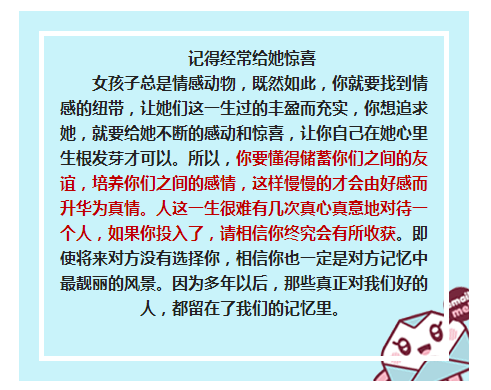 记得经常给她惊喜
女孩子总是情感动物，既然如此，你就要找到情
感的纽带，让她们这一生过的丰盈而充实，你想追求
她，就要给她不断的感动和惊喜，让你自己在她心里
生根发芽才可以。所以，你要懂得储蓄你们之间的友
谊，培养你们之间的感情，这样慢慢的才会由好感而
升华为真情。人这一生很难有几次真心真意地对待一
个人，如果你投入了，请相信你终究会有所收获。即
使将来对方没有选择你，相信你也一定是对方记忆中
最靓丽的风景。因为多年以后，那些真正对我们好的
人，都留在了我们的记忆里。